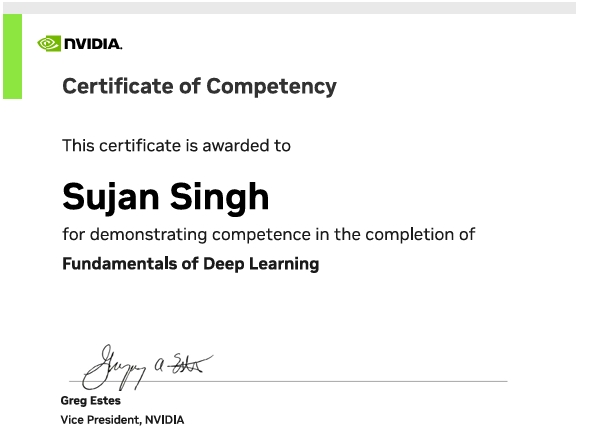 NVIDIA.
Certificate of Competency
This certificate is awarded to
Sujan Singh
for demonstrating competence in the completion of
Fundamentals of Deep Learning
Gregory A Estes
Greg Estes
Vice President, NVIDIA